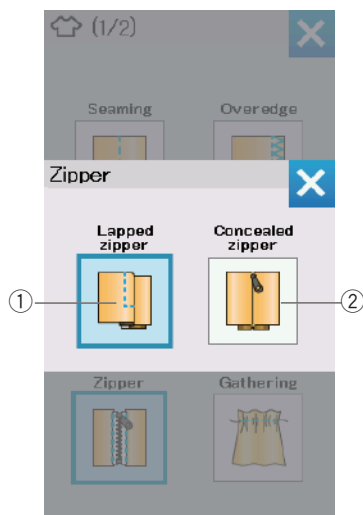 (1/2)
Seaming Overedge
Zipper
Lapped
zipper
Concealed
zipper
1
2
Zipper Gathering